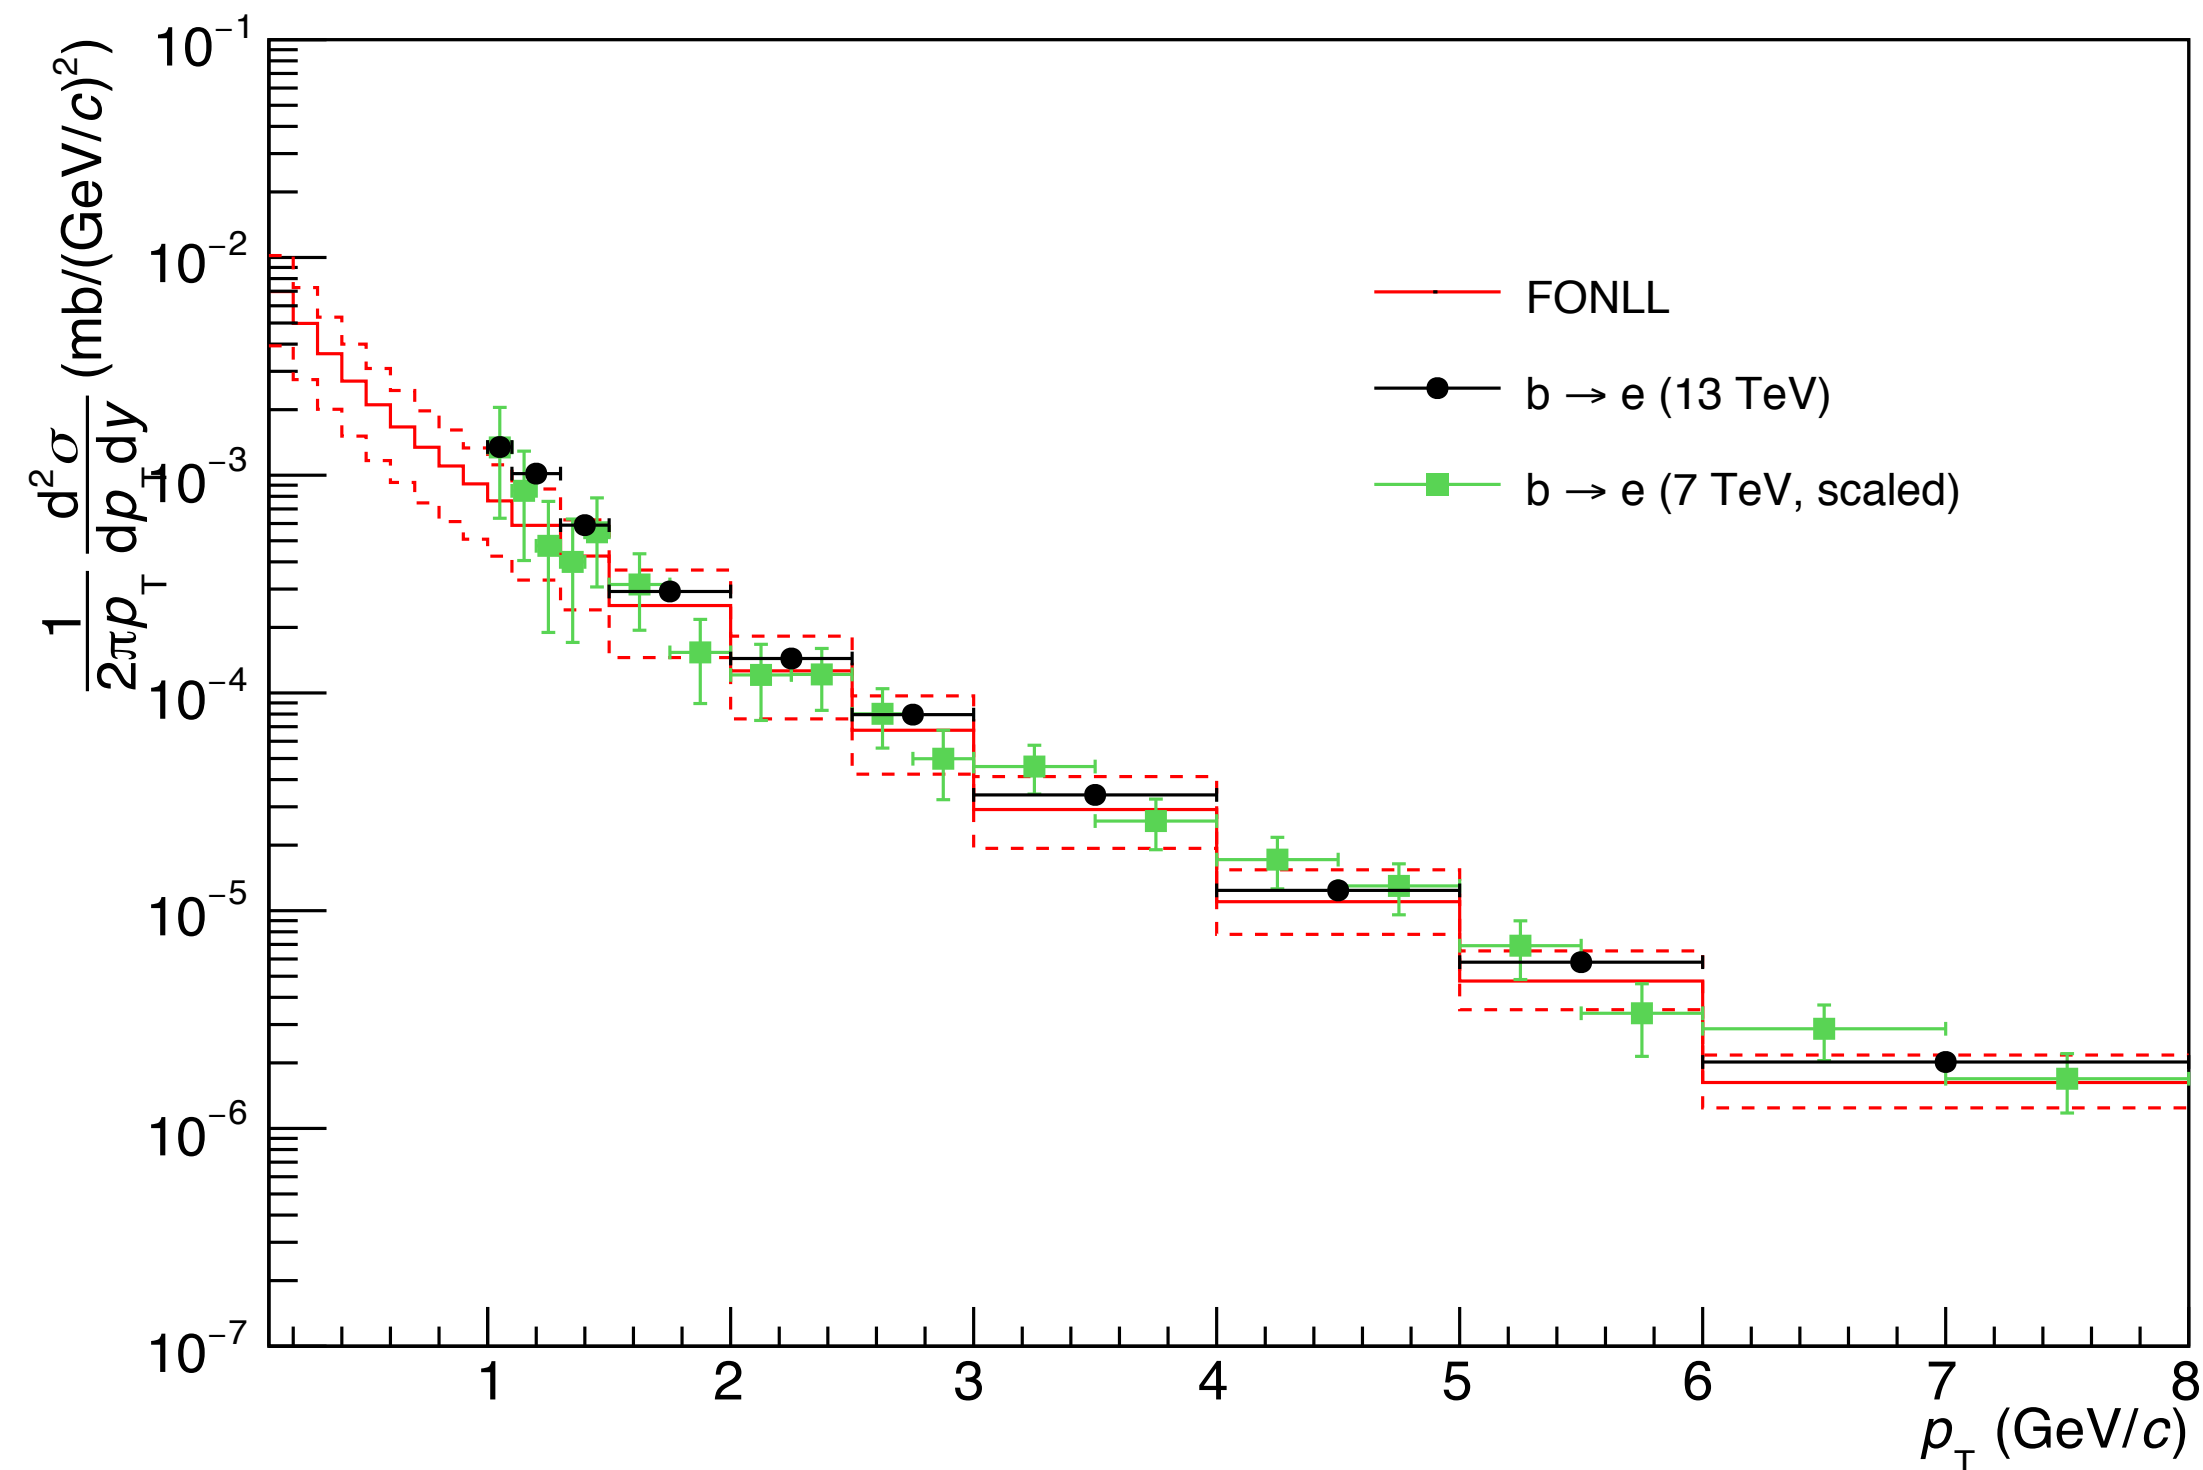 1/2πp_T d²σ/dp_T dy (mb/(GeV/c)²)
10⁻¹
10⁻²
10⁻³
10⁻⁴
10⁻⁵
10⁻⁶
10⁻⁷
FONLL
b → e (13 TeV)
b → e (7 TeV, scaled)
1 2 3 4 5 6 7 8
p_T (GeV/c)